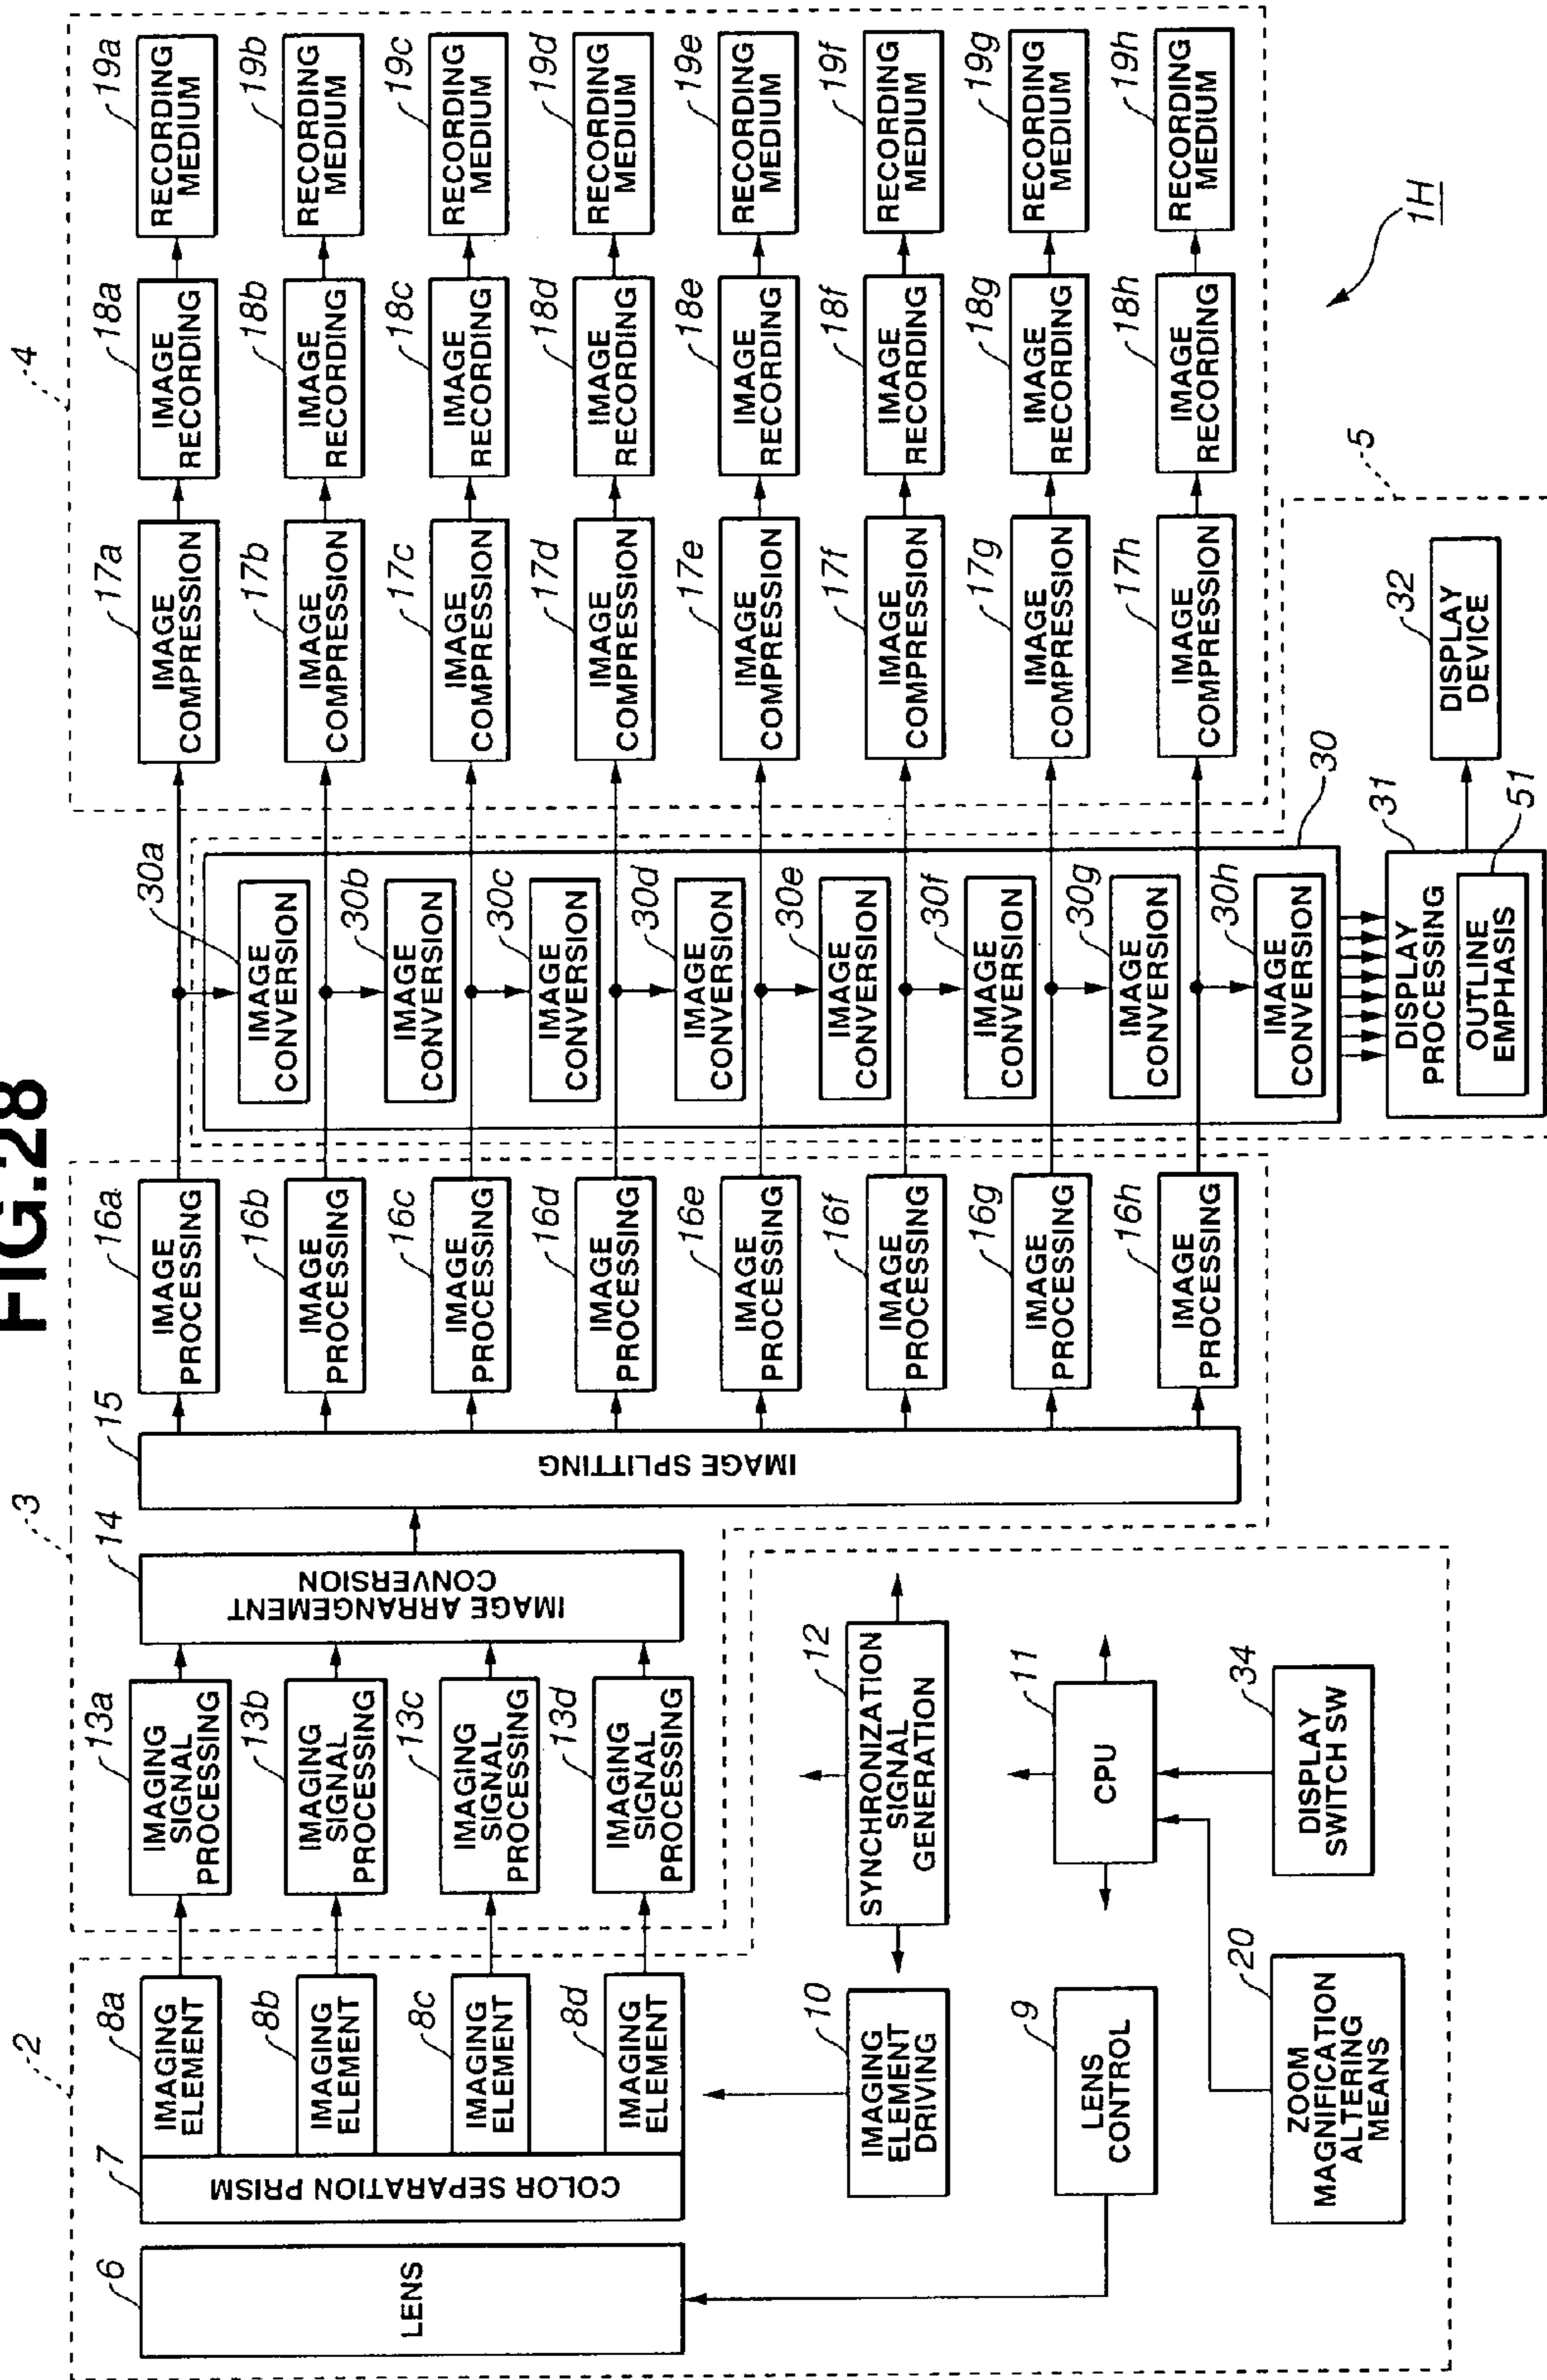 FIG.28
2
3
4
6
LENS
7
COLOR SEPARATION PRISM
8a
IMAGING
ELEMENT
8b
IMAGING
ELEMENT
8c
IMAGING
ELEMENT
8d
IMAGING
ELEMENT
13a
IMAGING
SIGNAL
PROCESSING
13b
IMAGING
SIGNAL
PROCESSING
13c
IMAGING
SIGNAL
PROCESSING
13d
IMAGING
SIGNAL
PROCESSING
14
IMAGE ARRANGEMENT
CONVERSION
15
IMAGE SPLITTING
16a
IMAGE
PROCESSING
16b
IMAGE
PROCESSING
16c
IMAGE
PROCESSING
16d
IMAGE
PROCESSING
16e
IMAGE
PROCESSING
16f
IMAGE
PROCESSING
16g
IMAGE
PROCESSING
16h
IMAGE
PROCESSING
30a
IMAGE
CONVERSION
30b
IMAGE
CONVERSION
30c
IMAGE
CONVERSION
30d
IMAGE
CONVERSION
30e
IMAGE
CONVERSION
30f
IMAGE
CONVERSION
30g
IMAGE
CONVERSION
30h
IMAGE
CONVERSION
30
17a
IMAGE
COMPRESSION
17b
IMAGE
COMPRESSION
17c
IMAGE
COMPRESSION
17d
IMAGE
COMPRESSION
17e
IMAGE
COMPRESSION
17f
IMAGE
COMPRESSION
17g
IMAGE
COMPRESSION
17h
IMAGE
COMPRESSION
18a
IMAGE
RECORDING
18b
IMAGE
RECORDING
18c
IMAGE
RECORDING
18d
IMAGE
RECORDING
18e
IMAGE
RECORDING
18f
IMAGE
RECORDING
18g
IMAGE
RECORDING
18h
IMAGE
RECORDING
19a
RECORDING
MEDIUM
19b
RECORDING
MEDIUM
19c
RECORDING
MEDIUM
19d
RECORDING
MEDIUM
19e
RECORDING
MEDIUM
19f
RECORDING
MEDIUM
19g
RECORDING
MEDIUM
19h
RECORDING
MEDIUM
10
IMAGING
ELEMENT
DRIVING
12
SYNCHRONIZATION
SIGNAL
GENERATION
9
LENS
CONTROL
11
CPU
20
ZOOM
MAGNIFICATION
ALTERING
MEANS
34
DISPLAY
SWITCH SW
31
DISPLAY
PROCESSING
51
OUTLINE
EMPHASIS
32
DISPLAY
DEVICE
5
1H